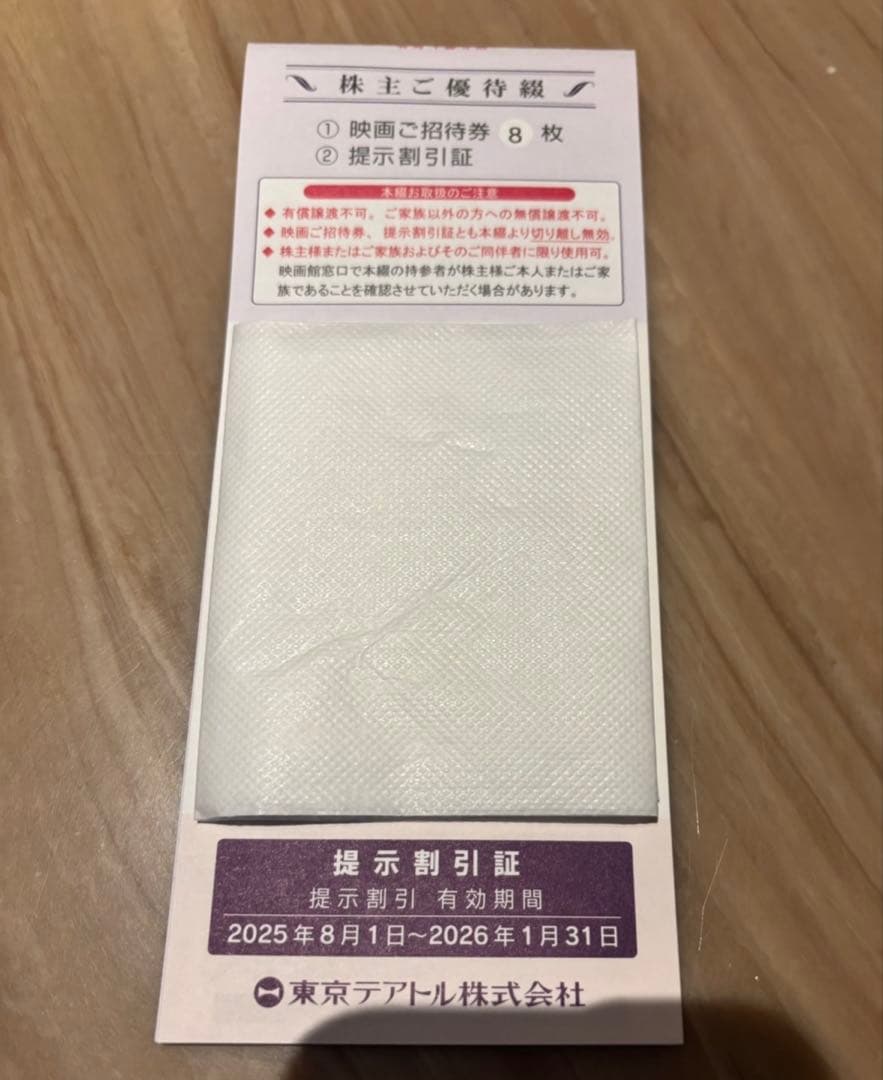 株主ご優待綴
① 映画ご招待券 8 枚
② 提示割引証
本綴お取扱のご注意
◆ 有償譲渡不可。ご家族以外の方への無償譲渡不可。
◆ 映画ご招待券、提示割引証とも本綴より切り離し無効。
◆ 株主様またはご家族およびそのご同伴者に限り使用可。
映画館窓口で本綴の持参者が株主様ご本人またはご家
族であることを確認させていただく場合があります。
提示割引証
提示割引 有効期間
2025年8月1日～2026年1月31日
東京テアトル株式会社